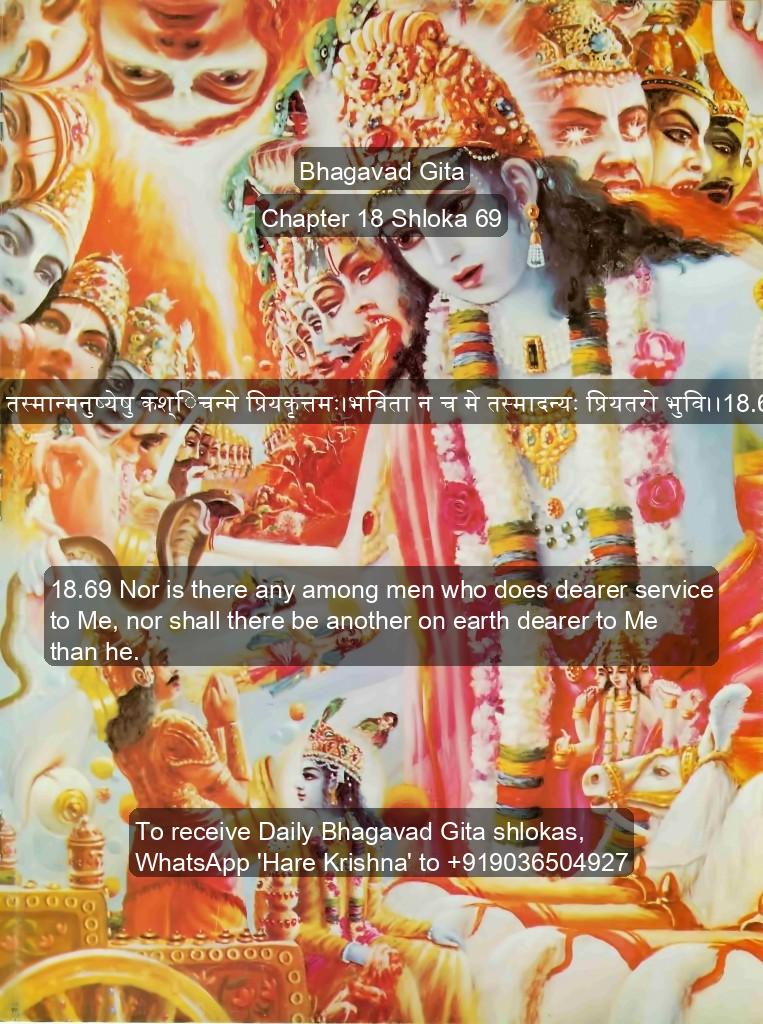 Bhagavad Gita
Chapter 18 Shloka 69
तस्मान्मनुष्येषु कश्िचन्मे प्रियकृत्तमः।भविता न च मे तस्मादन्यः प्रियतरो भुवि।।18.6
18.69 Nor is there any among men who does dearer service
to Me, nor shall there be another on earth dearer to Me
than he.
To receive Daily Bhagavad Gita shlokas,
WhatsApp 'Hare Krishna' to +919036504927